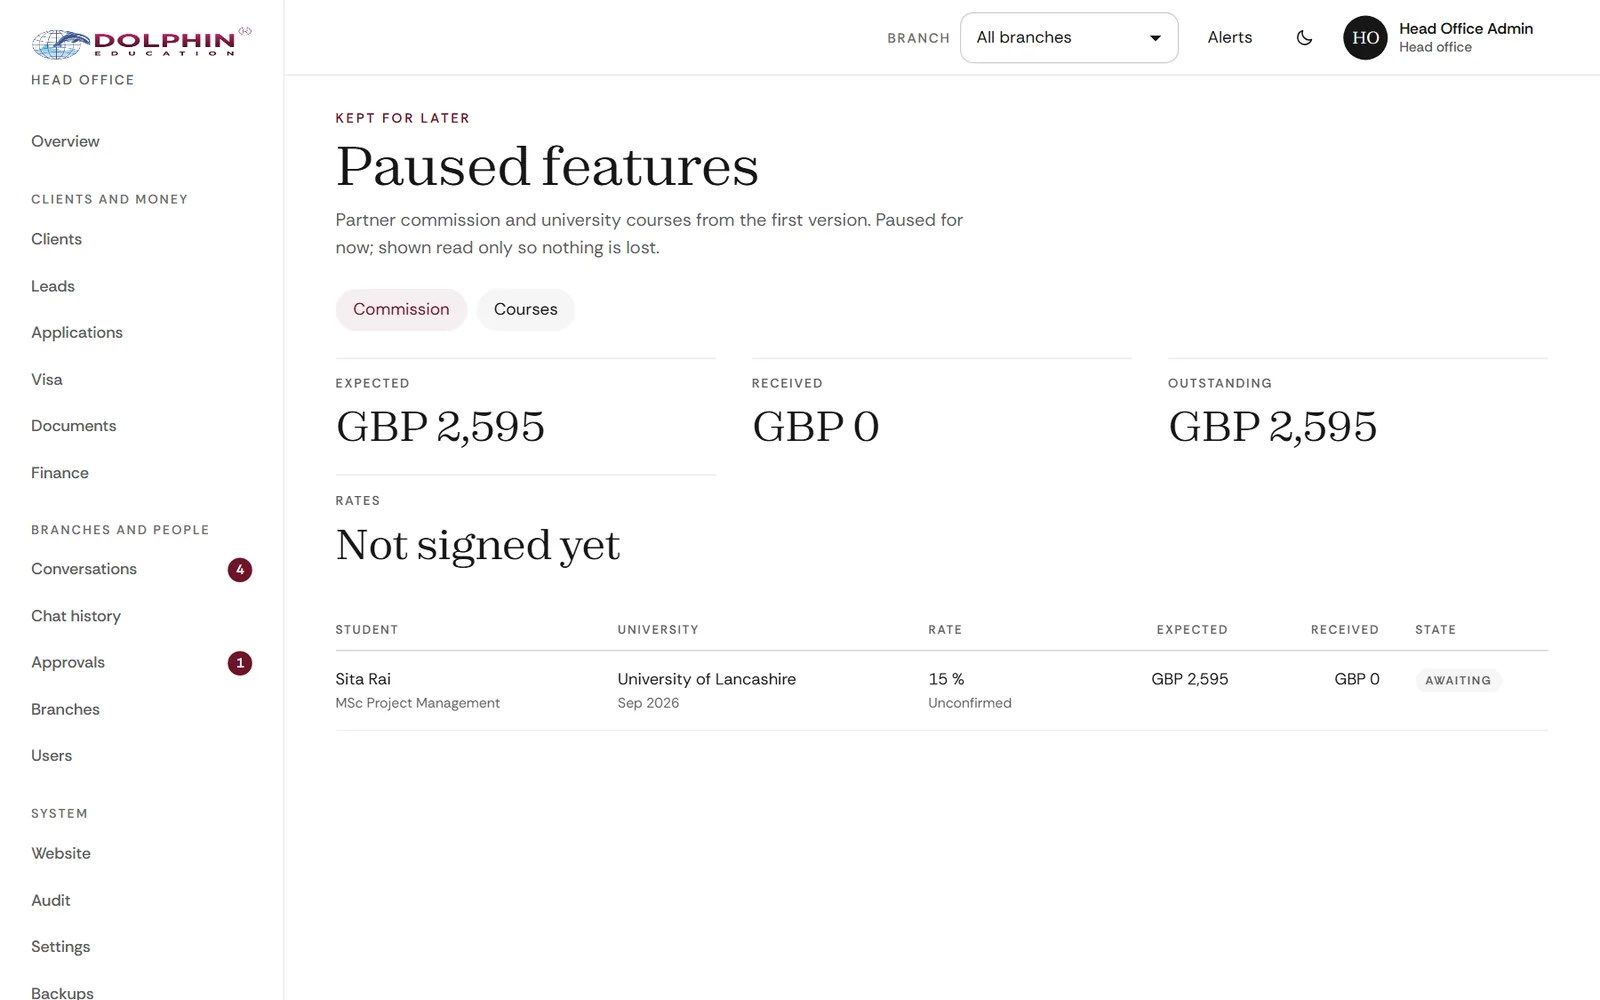 DOLPHIN
EDUCATION
HEAD OFFICE
Overview
CLIENTS AND MONEY
Clients
Leads
Applications
Visa
Documents
Finance
BRANCHES AND PEOPLE
Conversations 4
Chat history
Approvals 1
Branches
Users
SYSTEM
Website
Audit
Settings
Backups
BRANCH All branches Alerts HO Head Office Admin
Head office
KEPT FOR LATER
Paused features
Partner commission and university courses from the first version. Paused for
now; shown read only so nothing is lost.
Commission Courses
EXPECTED RECEIVED OUTSTANDING
GBP 2,595 GBP 0 GBP 2,595
RATES
Not signed yet
STUDENT UNIVERSITY RATE EXPECTED RECEIVED STATE
Sita Rai University of Lancashire 15 % GBP 2,595 GBP 0 AWAITING
MSc Project Management Sep 2026 Unconfirmed